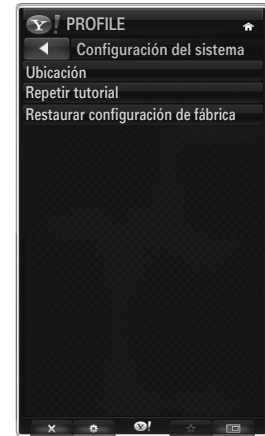 Y! PROFILE
Configuración del sistema
Ubicación
Repetir tutorial
Restaurar configuración de fábrica
Y!